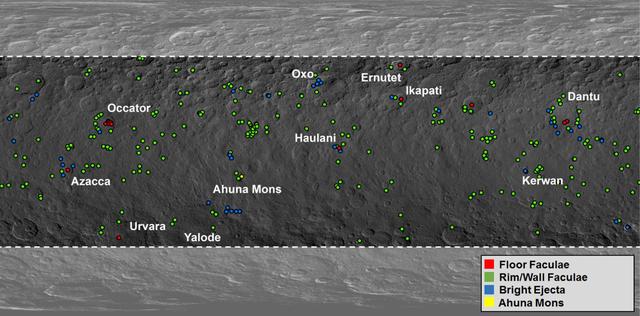 Oxo
Ernutet
Ikapati
Occator
Dantu
Haulani
Azacca
Ahuna Mons
Kerwan
Urvara
Yalode
Floor Faculae
Rim/Wall Faculae
Bright Ejecta
Ahuna Mons